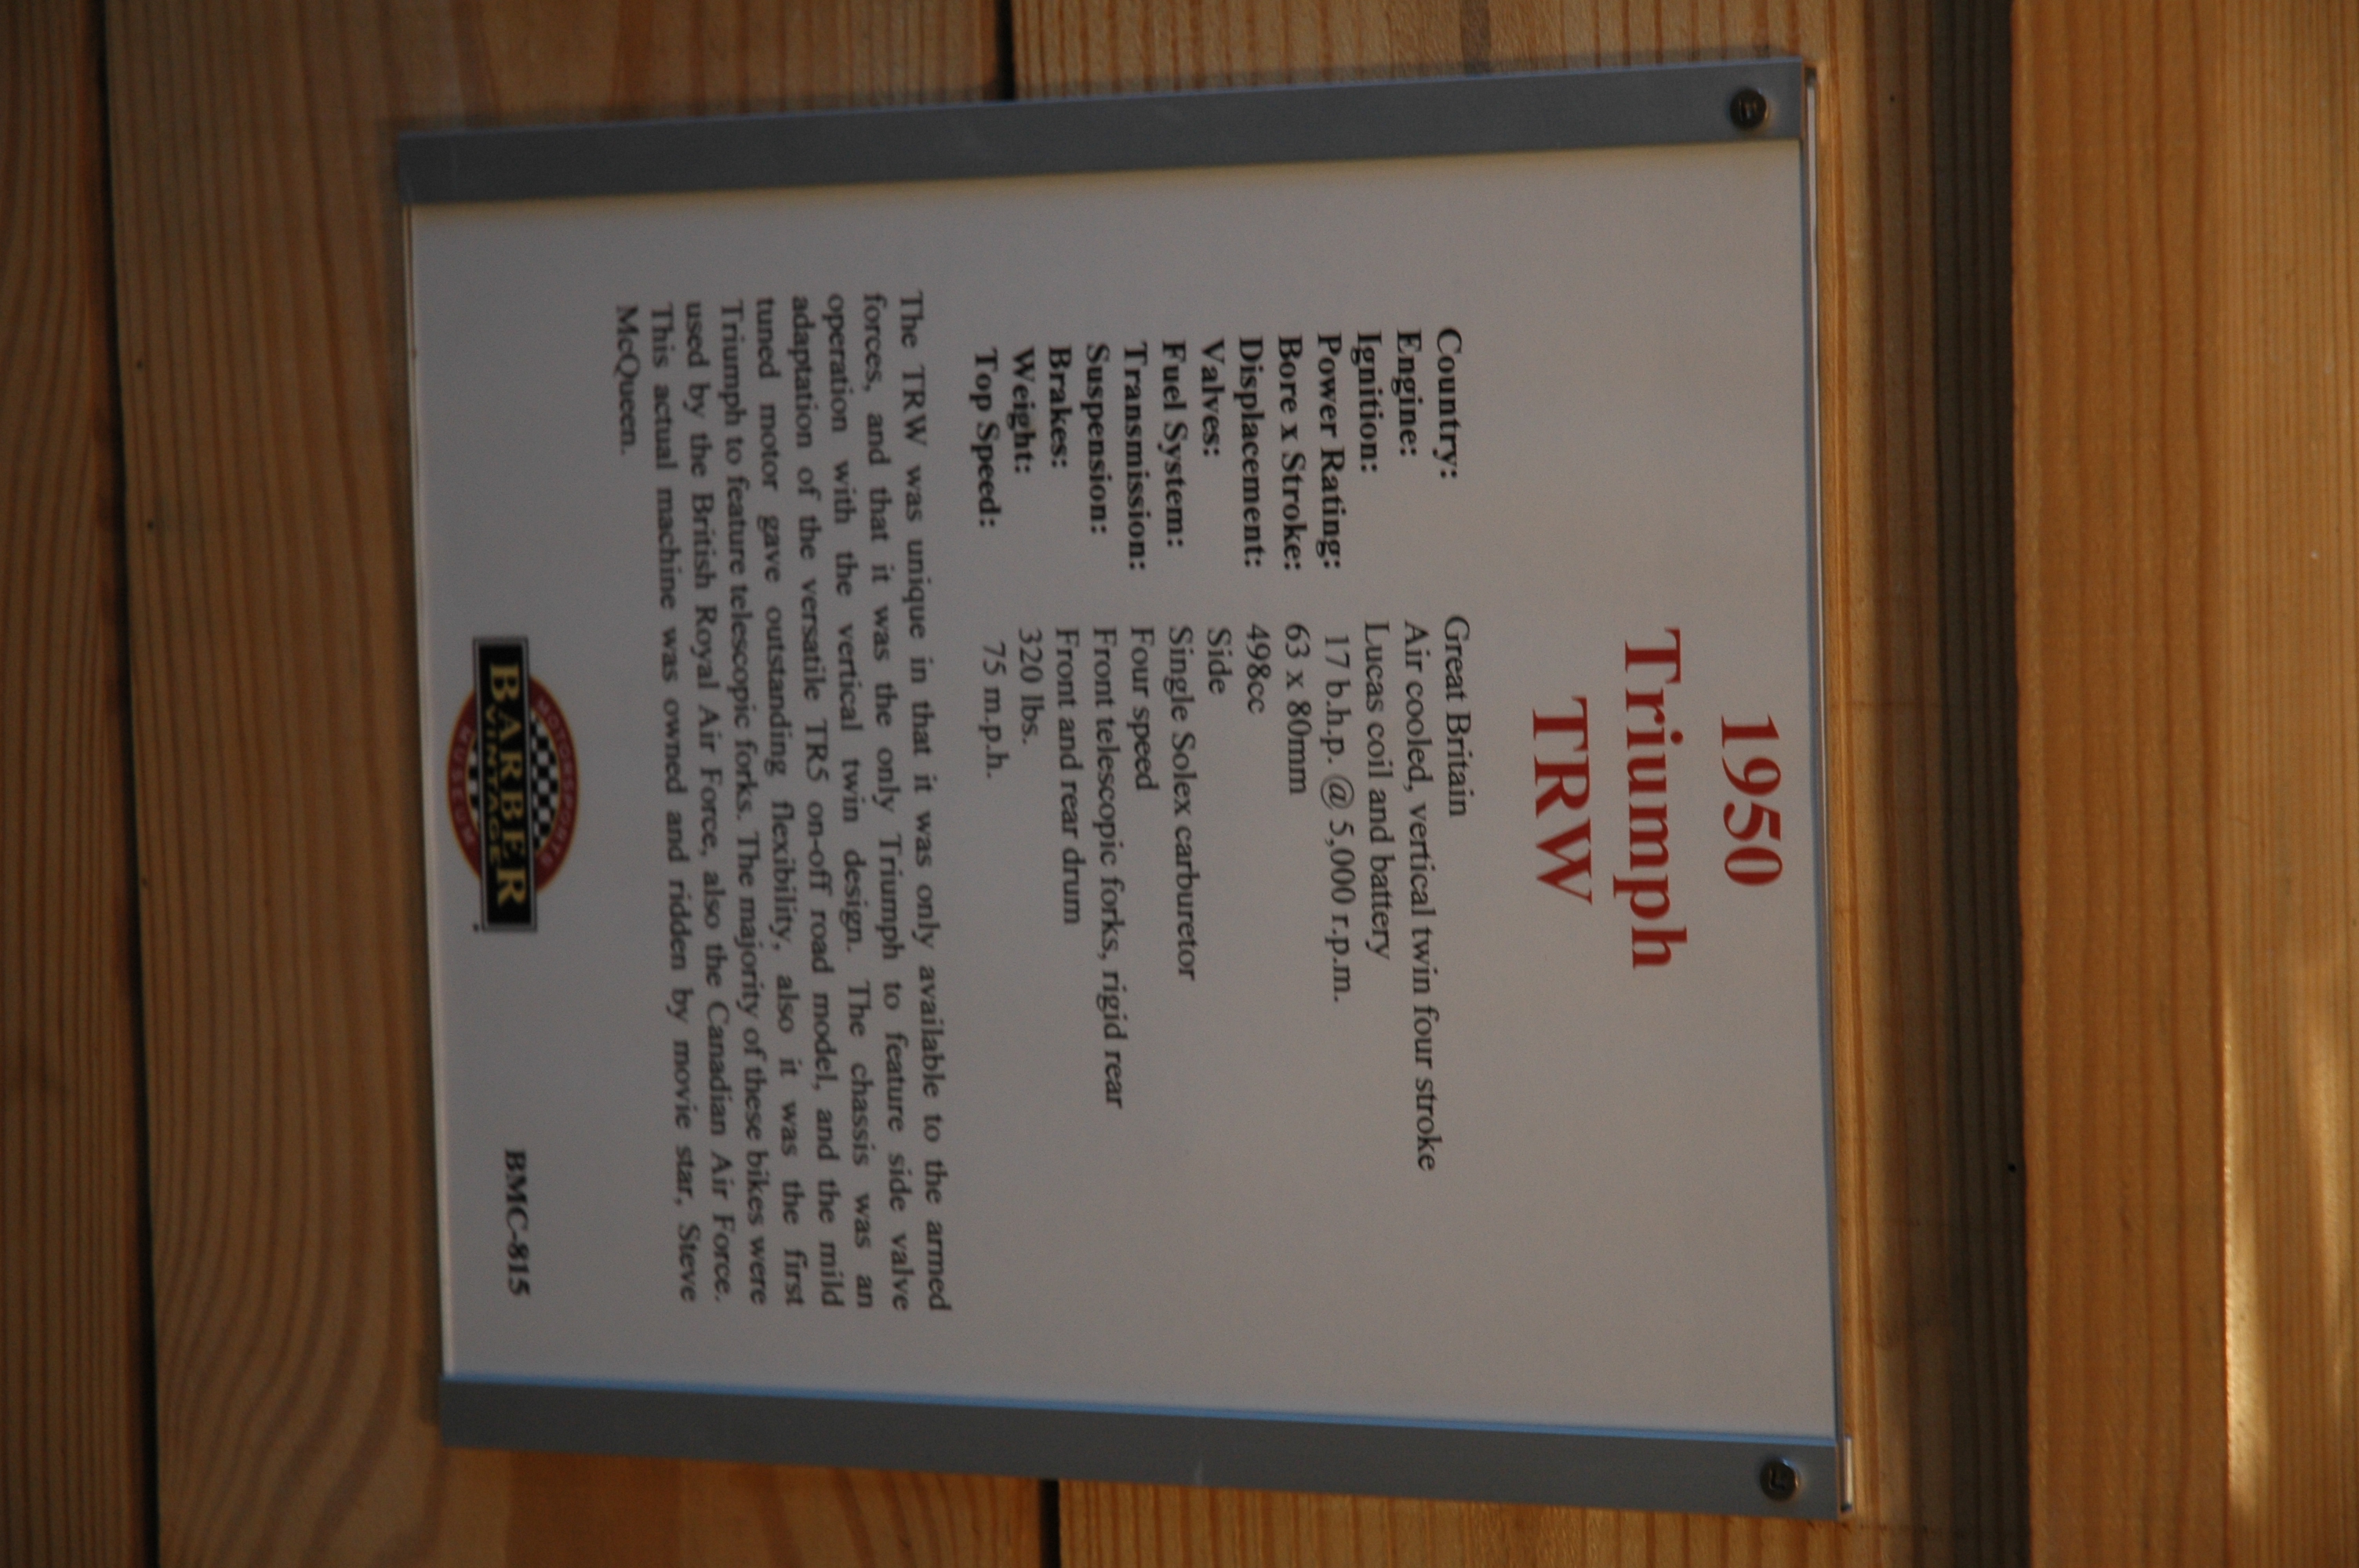 1950
Triumph
TRW
Country: Great Britain
Engine: Air cooled, vertical twin four stroke
Ignition: Lucas coil and battery
Power Rating: 17 b.h.p. @ 5,000 r.p.m.
Bore x Stroke: 63 x 80mm
Displacement: 498cc
Valves: Side
Fuel System: Single Solex carburetor
Transmission: Four speed
Suspension: Front telescopic forks, rigid rear
Brakes: Front and rear drum
Weight: 320 lbs.
Top Speed: 75 m.p.h.
The TRW was unique in that it was only available to the armed
forces, and that it was the only Triumph to feature side valve
operation with the vertical twin design. The chassis was an
adaptation of the versatile TR5 on-off road model, and the mild
tuned motor gave outstanding flexibility, also it was the first
Triumph to feature telescopic forks. The majority of these bikes were
used by the British Royal Air Force, also the Canadian Air Force.
This actual machine was owned and ridden by movie star, Steve
McQueen.
MOTORSPORTS
BARBER
VINTAGE
MUSEUM
BMC-815